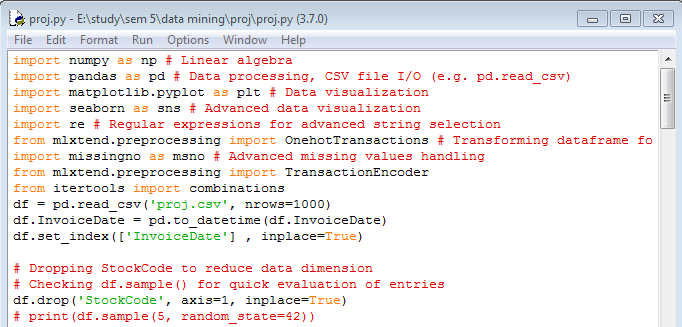 proj.py - E:\study\sem 5\data mining\proj\proj.py (3.7.0)
File Edit Format Run Options Window Help
import numpy as np # Linear algebra
import pandas as pd # Data processing, CSV file I/O (e.g. pd.read_csv)
import matplotlib.pyplot as plt # Data visualization
import seaborn as sns # Advanced data visualization
import re # Regular expressions for advanced string selection
from mlxtend.preprocessing import OnehotTransactions # Transforming dataframe fo
import missingno as msno # Advanced missing values handling
from mlxtend.preprocessing import TransactionEncoder
from itertools import combinations
df = pd.read_csv('proj.csv', nrows=1000)
df.InvoiceDate = pd.to_datetime(df.InvoiceDate)
df.set_index(['InvoiceDate'] , inplace=True)
# Dropping StockCode to reduce data dimension
# Checking df.sample() for quick evaluation of entries
df.drop('StockCode', axis=1, inplace=True)
# print(df.sample(5, random_state=42))